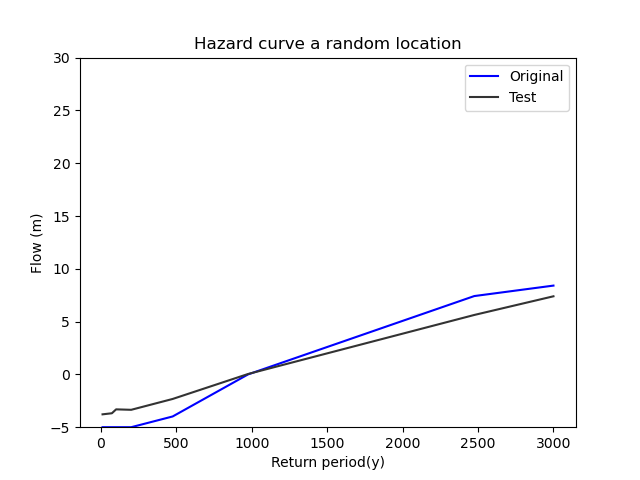 Hazard curve a random location
Original
Test
Flow (m)
30
25
20
15
10
5
0
−5
0 500 1000 1500 2000 2500 3000
Return period(y)